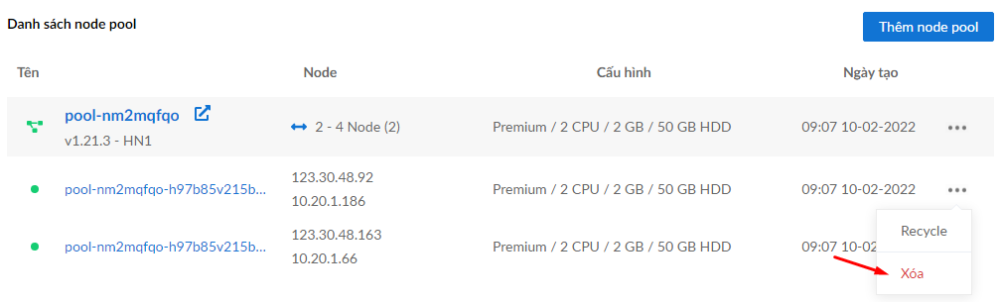 Danh sách node pool
Thêm node pool
Tên Node Cấu hình Ngày tạo
pool-nm2mqfqo 2 - 4 Node (2) Premium / 2 CPU / 2 GB / 50 GB HDD 09:07 10-02-2022
v1.21.3 - HN1
pool-nm2mqfqo-h97b85v215b... 123.30.48.92 Premium / 2 CPU / 2 GB / 50 GB HDD 09:07 10-02-2022
10.20.1.186
Recycle
pool-nm2mqfqo-h97b85v215b... 123.30.48.163 Premium / 2 CPU / 2 GB / 50 GB HDD 09:07 10-02
10.20.1.66
Xóa